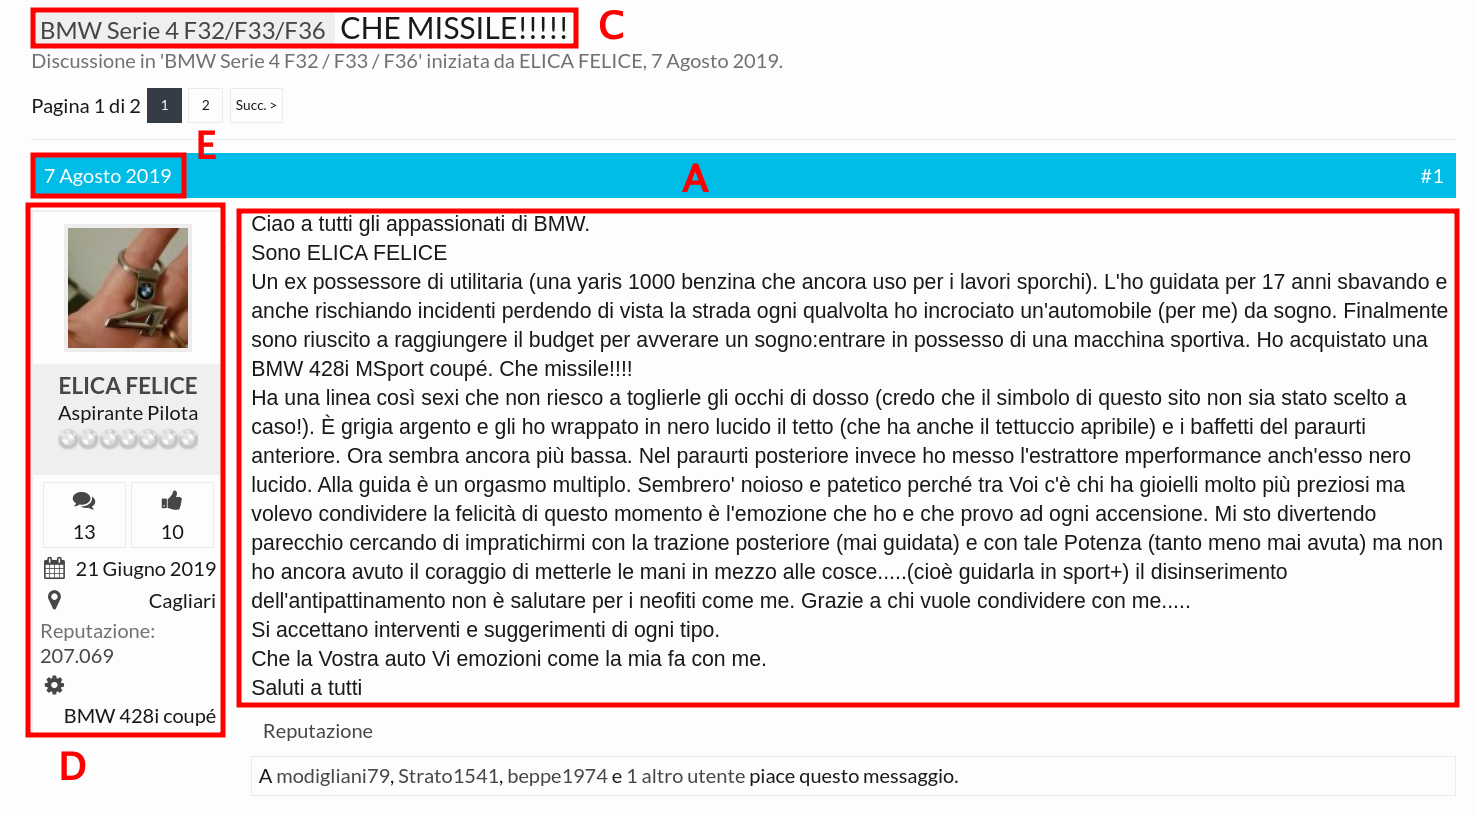 BMW Serie 4 F32/F33/F36 CHE MISSILE!!!!! C
Discussione in 'BMW Serie 4 F32 / F33 / F36' iniziata da ELICA FELICE, 7 Agosto 2019.
Pagina 1 di 2 1 2 Succ. >
E
7 Agosto 2019 A #1
Ciao a tutti gli appassionati di BMW.
Sono ELICA FELICE
Un ex possessore di utilitaria (una yaris 1000 benzina che ancora uso per i lavori sporchi). L'ho guidata per 17 anni sbavando e
anche rischiando incidenti perdendo di vista la strada ogni qualvolta ho incrociato un'automobile (per me) da sogno. Finalmente
sono riuscito a raggiungere il budget per avverare un sogno:entrare in possesso di una macchina sportiva. Ho acquistato una
BMW 428i MSport coupé. Che missile!!!!
Ha una linea così sexi che non riesco a toglierle gli occhi di dosso (credo che il simbolo di questo sito non sia stato scelto a
caso!). È grigia argento e gli ho wrappato in nero lucido il tetto (che ha anche il tettuccio apribile) e i baffetti del paraurti
anteriore. Ora sembra ancora più bassa. Nel paraurti posteriore invece ho messo l'estrattore mperformance anch'esso nero
lucido. Alla guida è un orgasmo multiplo. Sembrero' noioso e patetico perché tra Voi c'è chi ha gioielli molto più preziosi ma
volevo condividere la felicità di questo momento è l'emozione che ho e che provo ad ogni accensione. Mi sto divertendo
parecchio cercando di impratichirmi con la trazione posteriore (mai guidata) e con tale Potenza (tanto meno mai avuta) ma non
ho ancora avuto il coraggio di metterle le mani in mezzo alle cosce.....(cioè guidarla in sport+) il disinserimento
dell'antipattinamento non è salutare per i neofiti come me. Grazie a chi vuole condividere con me.....
Si accettano interventi e suggerimenti di ogni tipo.
Che la Vostra auto Vi emozioni come la mia fa con me.
Saluti a tutti
ELICA FELICE
Aspirante Pilota
13 10
21 Giugno 2019
Cagliari
Reputazione:
207.069
BMW 428i coupé
D
Reputazione
A modigliani79, Strato1541, beppe1974 e 1 altro utente piace questo messaggio.